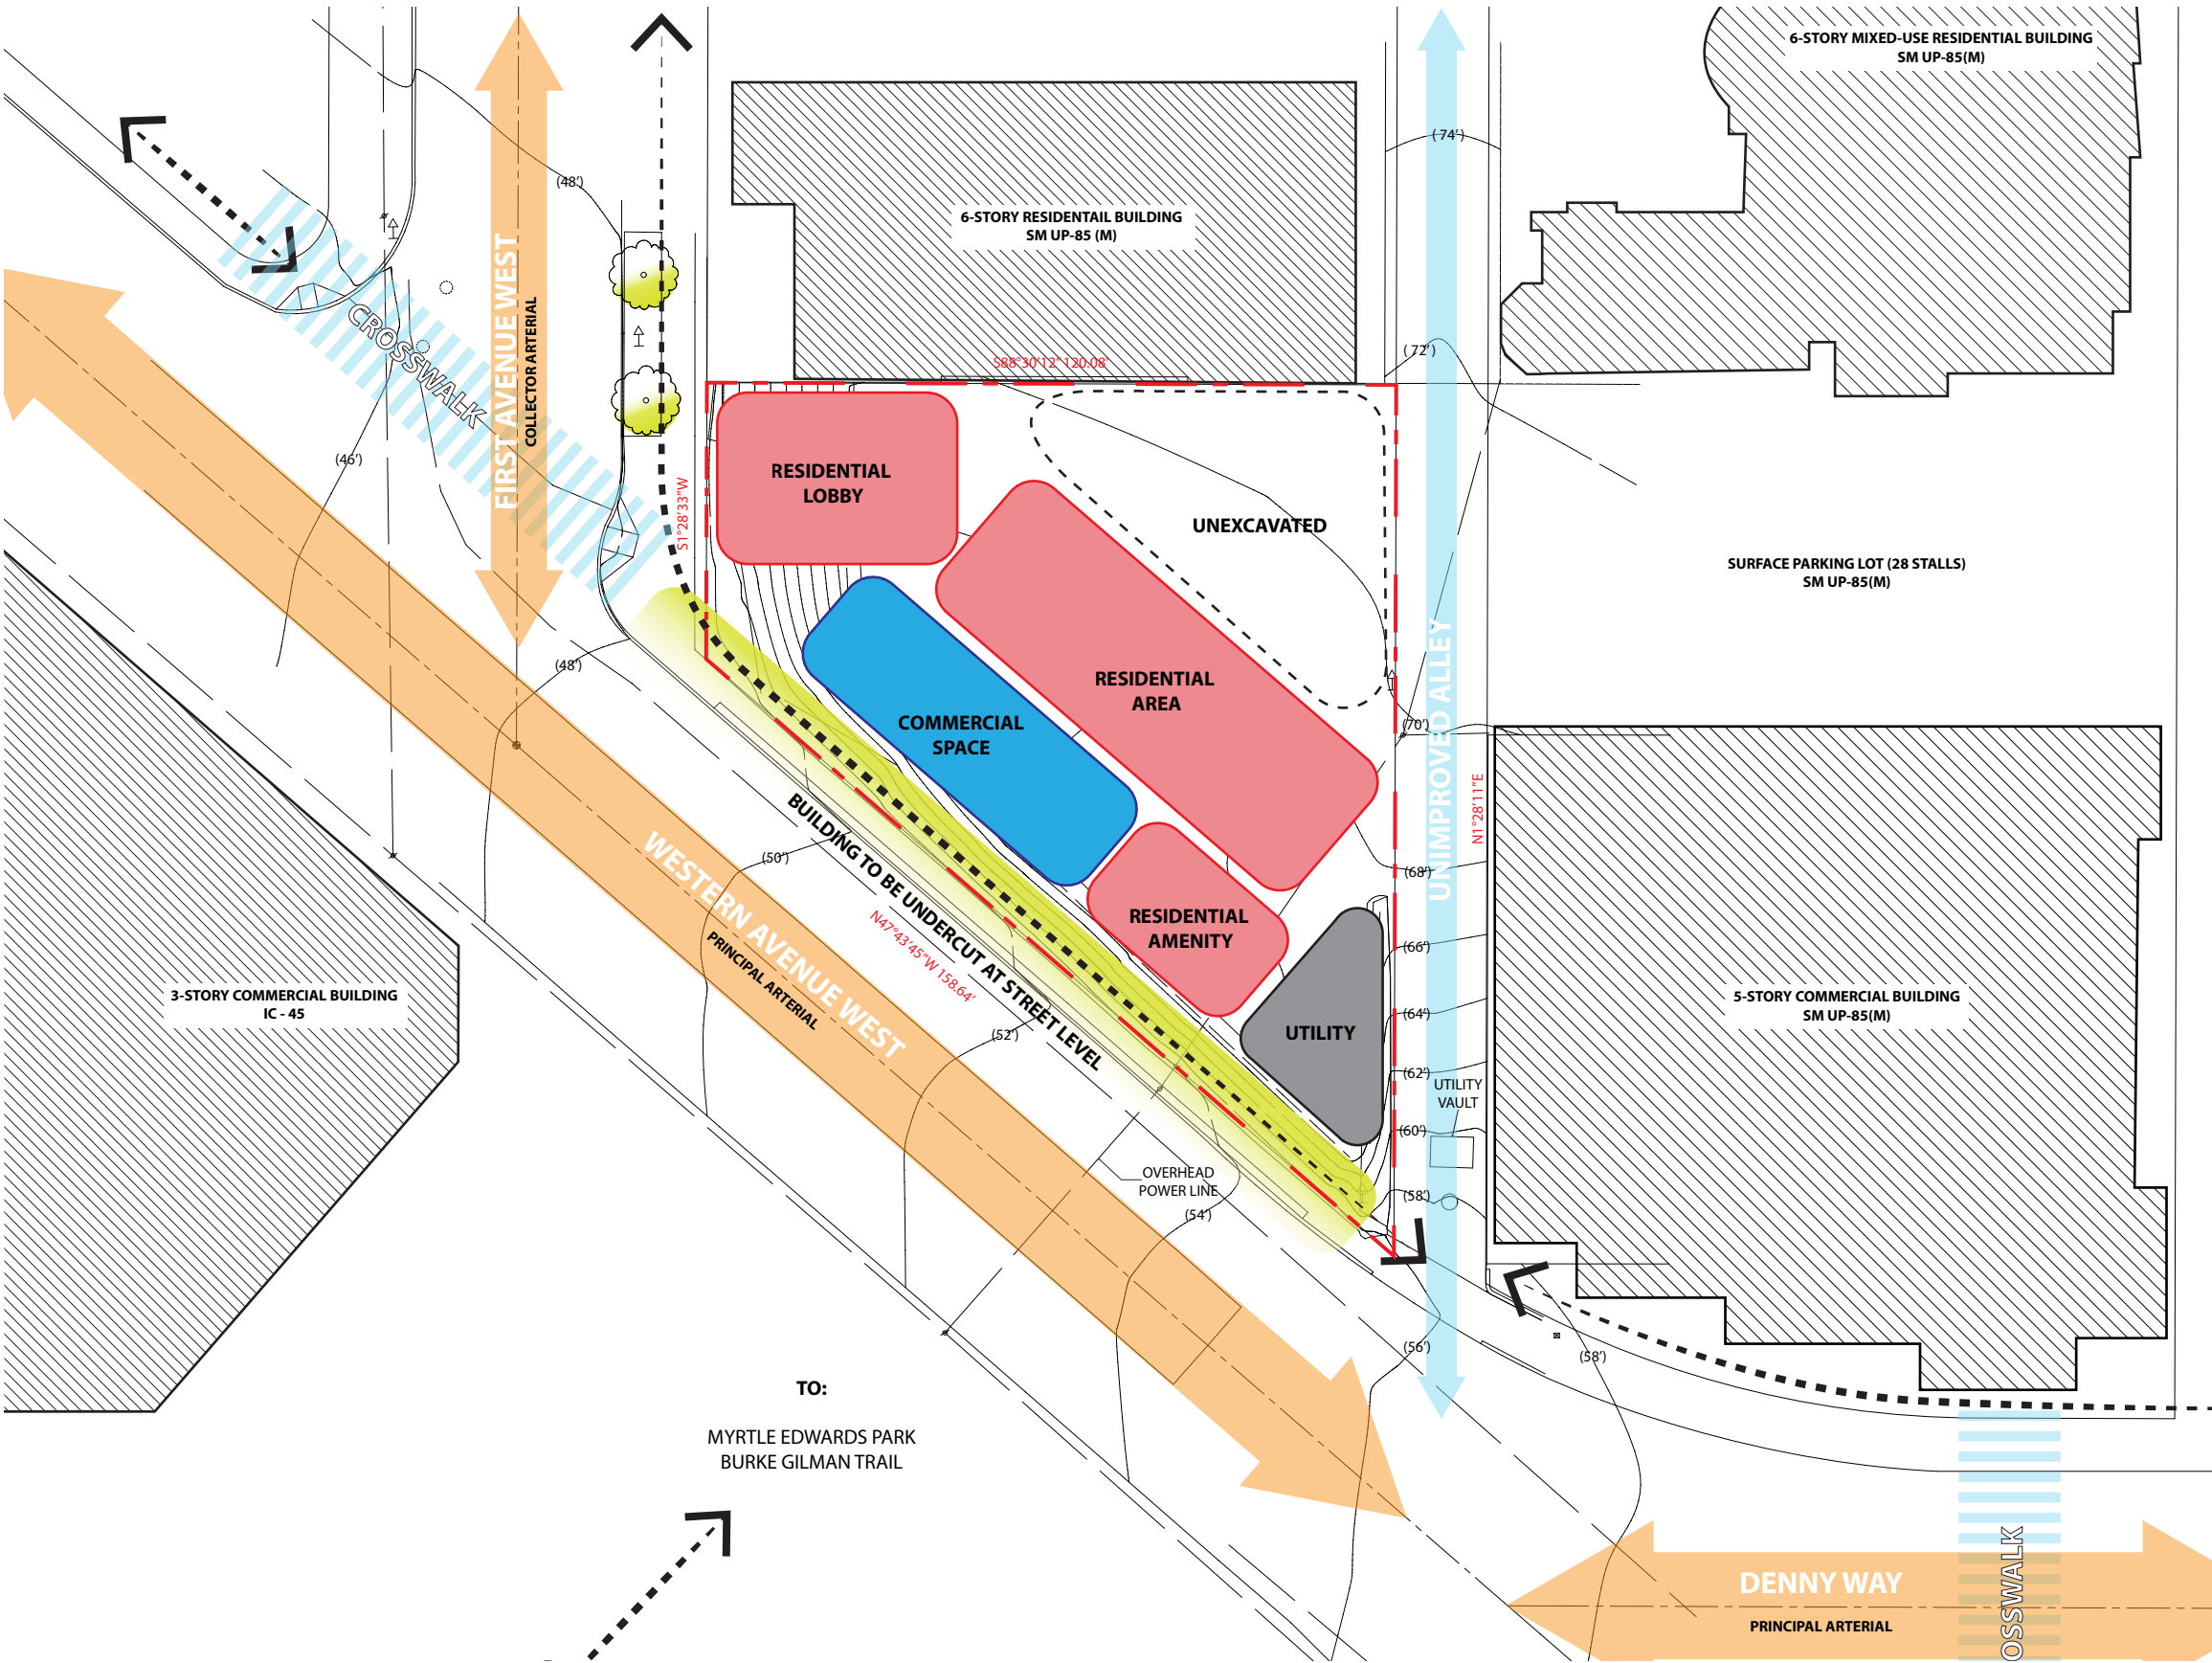 6-STORY MIXED-USE RESIDENTIAL BUILDING
SM UP-85(M)
(74')
(48')
6-STORY RESIDENTAIL BUILDING
SM UP-85 (M)
FIRST AVENUE WEST
COLLECTOR ARTERIAL
CROSSWALK
(72')
S88°30'12" 120.08'
(46')
RESIDENTIAL
LOBBY
S1°28'33"W
UNEXCAVATED
SURFACE PARKING LOT (28 STALLS)
SM UP-85(M)
(48')
RESIDENTIAL
AREA
COMMERCIAL
SPACE
(70')
UNIMPROVED ALLEY
N1°28'11"E
(50')
BUILDING TO BE UNDERCUT AT STREET LEVEL
N47°43'45"W 158.64'
WESTERN AVENUE WEST
PRINCIPAL ARTERIAL
(68')
RESIDENTIAL
AMENITY
(66')
3-STORY COMMERCIAL BUILDING
IC - 45
5-STORY COMMERCIAL BUILDING
SM UP-85(M)
(64')
(52')
UTILITY
(62')
UTILITY
VAULT
(60')
OVERHEAD
POWER LINE
(58')
(54')
(56')
(58')
TO:
MYRTLE EDWARDS PARK
BURKE GILMAN TRAIL
DENNY WAY
PRINCIPAL ARTERIAL
OSSWALK